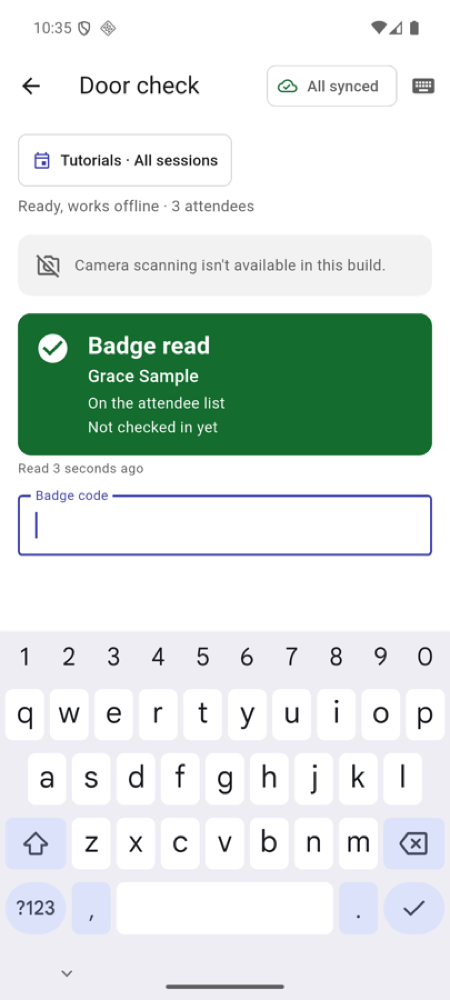 10:35
Door check
All synced
Tutorials · All sessions
Ready, works offline · 3 attendees
Camera scanning isn't available in this build.
Badge read
Grace Sample
On the attendee list
Not checked in yet
Read 3 seconds ago
Badge code
1 2 3 4 5 6 7 8 9 0
q w e r t y u i o p
a s d f g h j k l
z x c v b n m
?123 , .